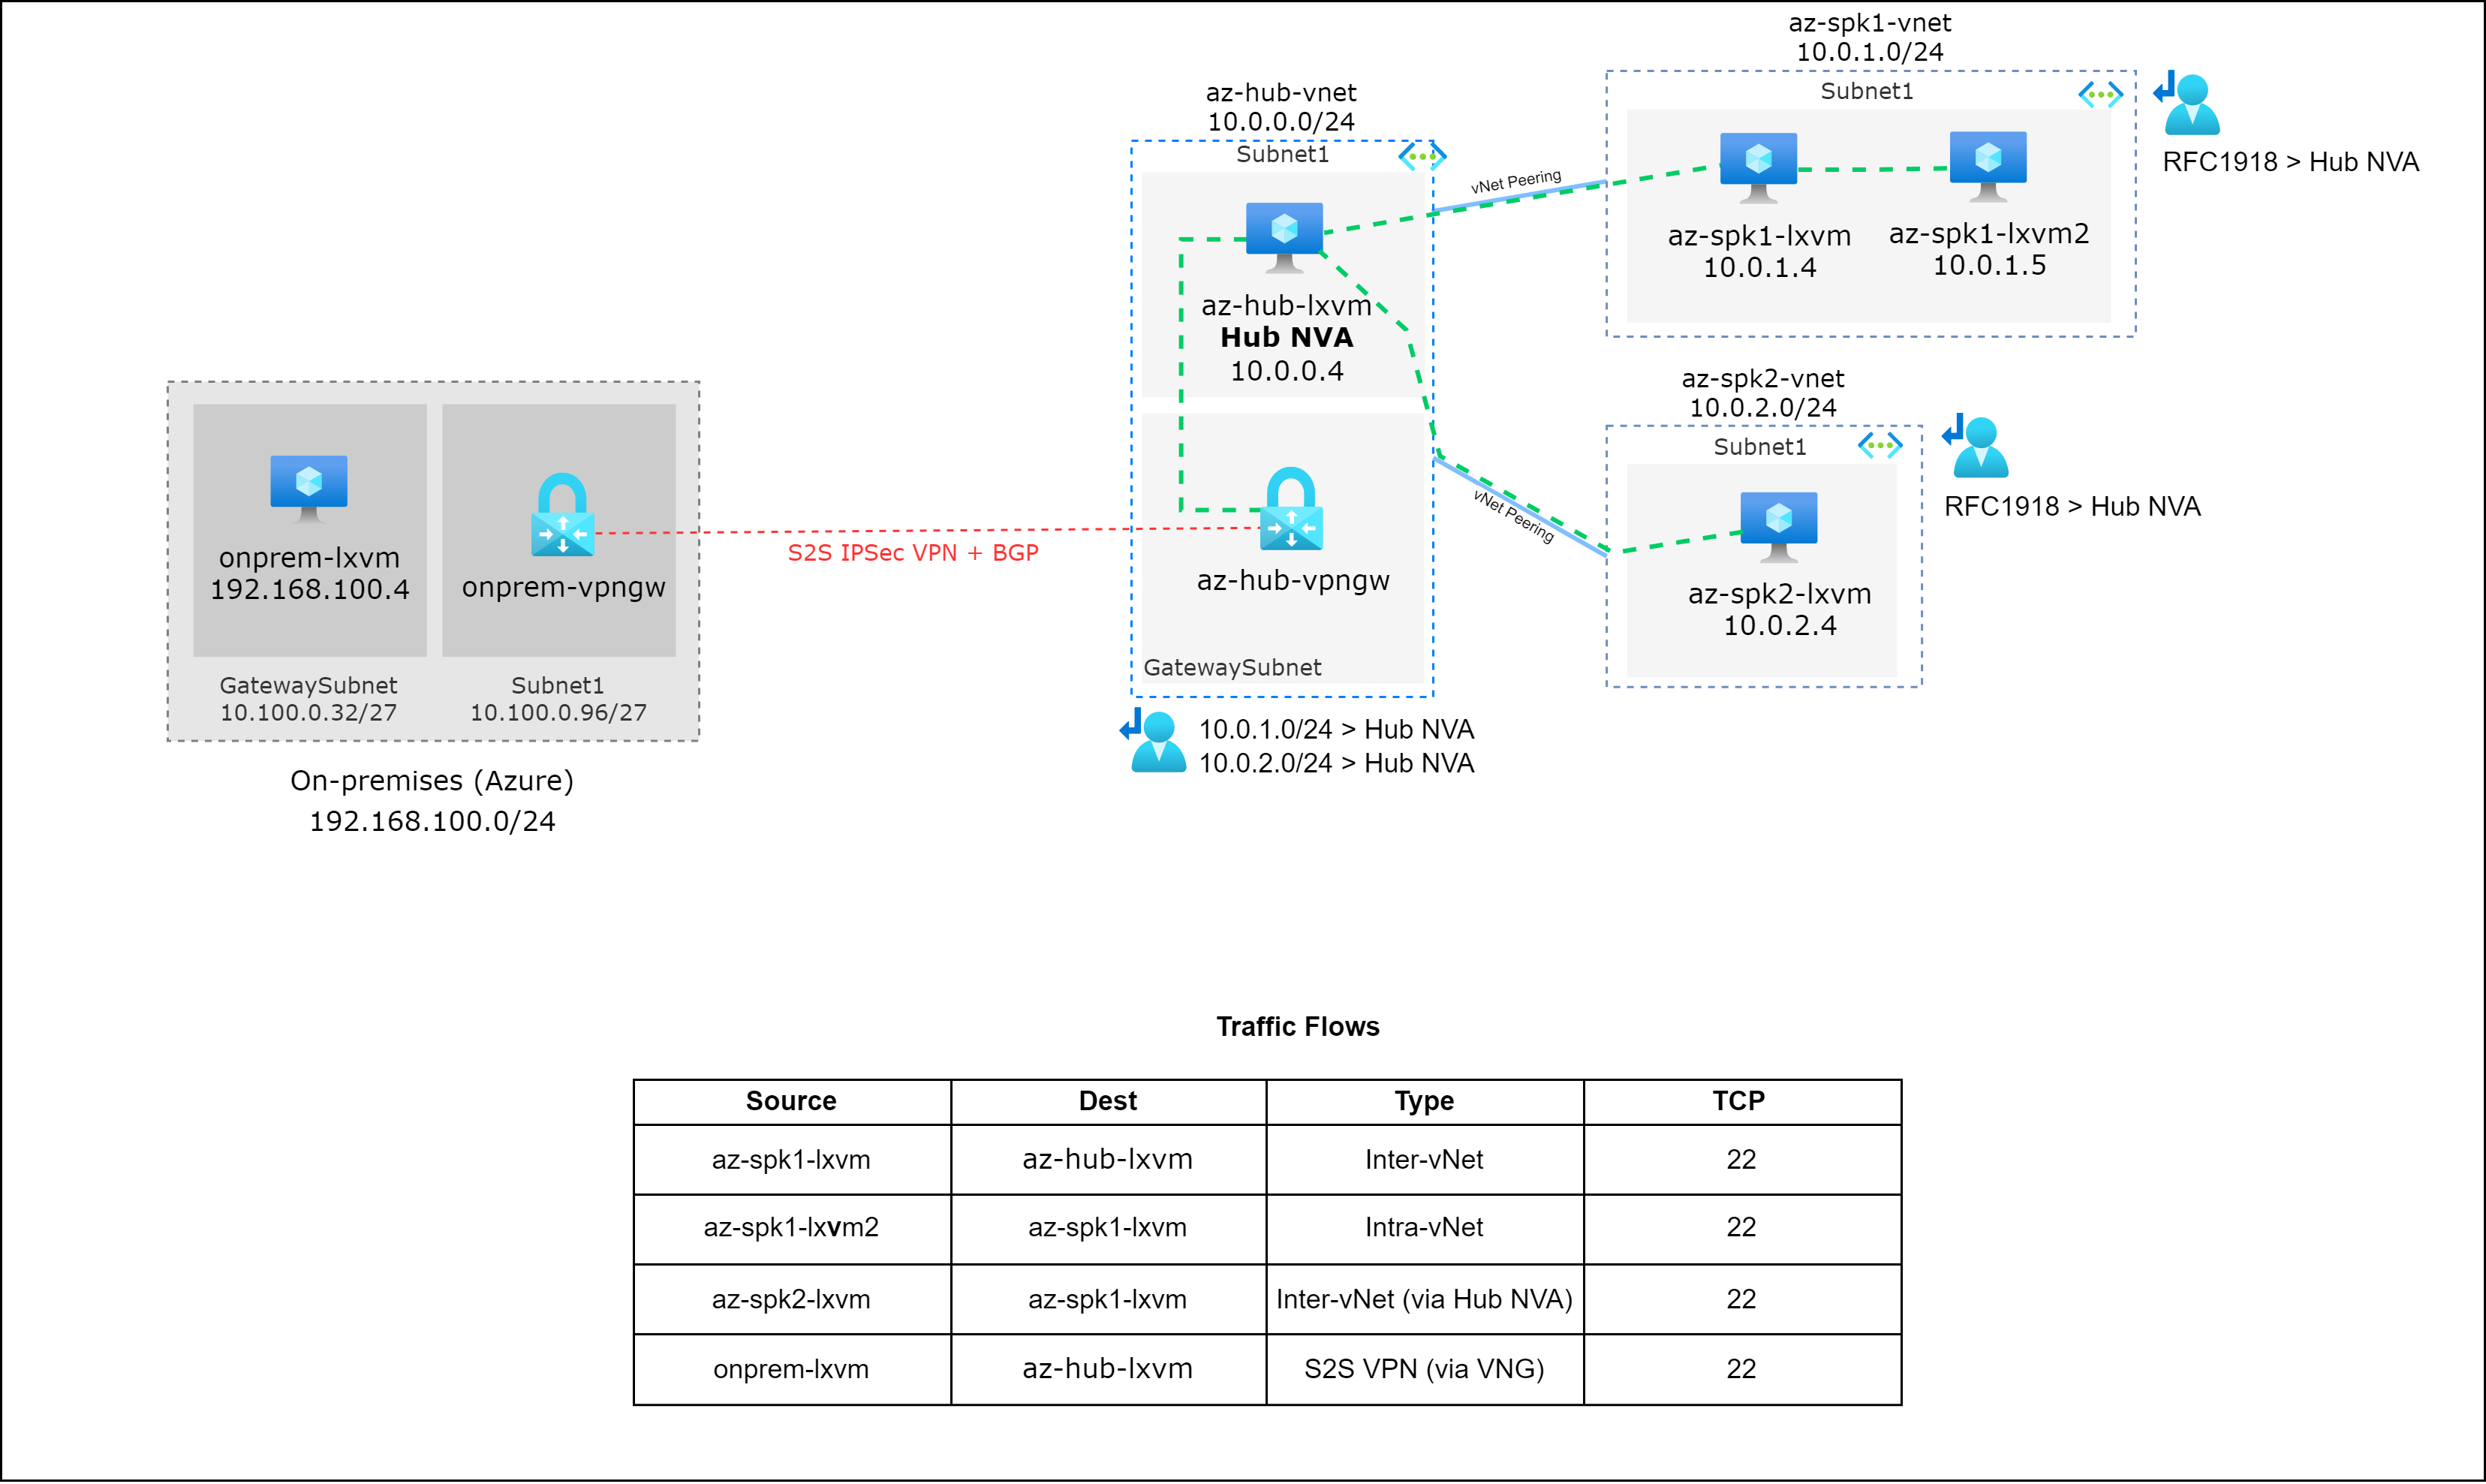 az-spk1-vnet
10.0.1.0/24
Subnet1
az-spk1-lxvm
10.0.1.4
az-spk1-lxvm2
10.0.1.5
RFC1918 > Hub NVA
az-hub-vnet
10.0.0.0/24
Subnet1
az-hub-lxvm
Hub NVA
10.0.0.4
vNet Peering
vNet Peering
az-spk2-vnet
10.0.2.0/24
Subnet1
az-spk2-lxvm
10.0.2.4
RFC1918 > Hub NVA
onprem-lxvm
192.168.100.4
onprem-vpngw
GatewaySubnet
10.100.0.32/27
Subnet1
10.100.0.96/27
On-premises (Azure)
192.168.100.0/24
S2S IPSec VPN + BGP
az-hub-vpngw
GatewaySubnet
10.0.1.0/24 > Hub NVA
10.0.2.0/24 > Hub NVA
Traffic Flows
Source Dest Type TCP
az-spk1-lxvm az-hub-lxvm Inter-vNet 22
az-spk1-lxvm2 az-spk1-lxvm Intra-vNet 22
az-spk2-lxvm az-spk1-lxvm Inter-vNet (via Hub NVA) 22
onprem-lxvm az-hub-lxvm S2S VPN (via VNG) 22